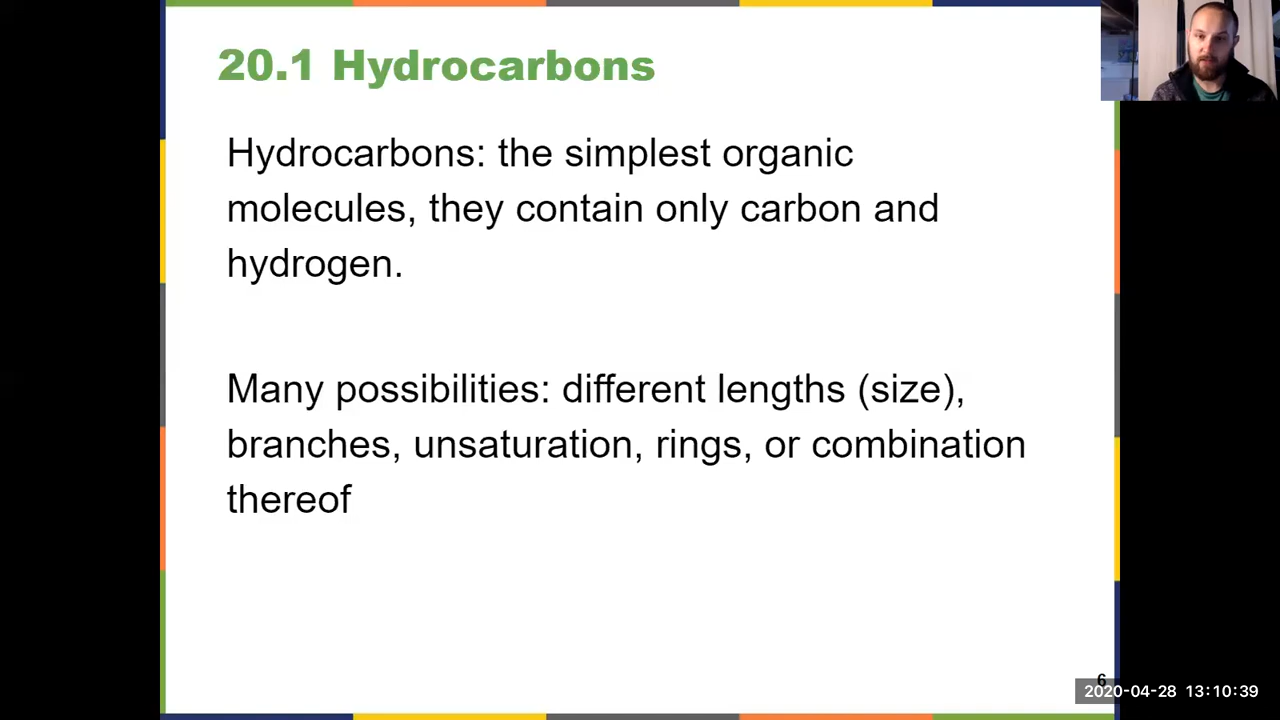 20.1 Hydrocarbons
Hydrocarbons: the simplest organic
molecules, they contain only carbon and
hydrogen.
Many possibilities: different lengths (size),
branches, unsaturation, rings, or combination
thereof
6
2020-04-28 13:10:39